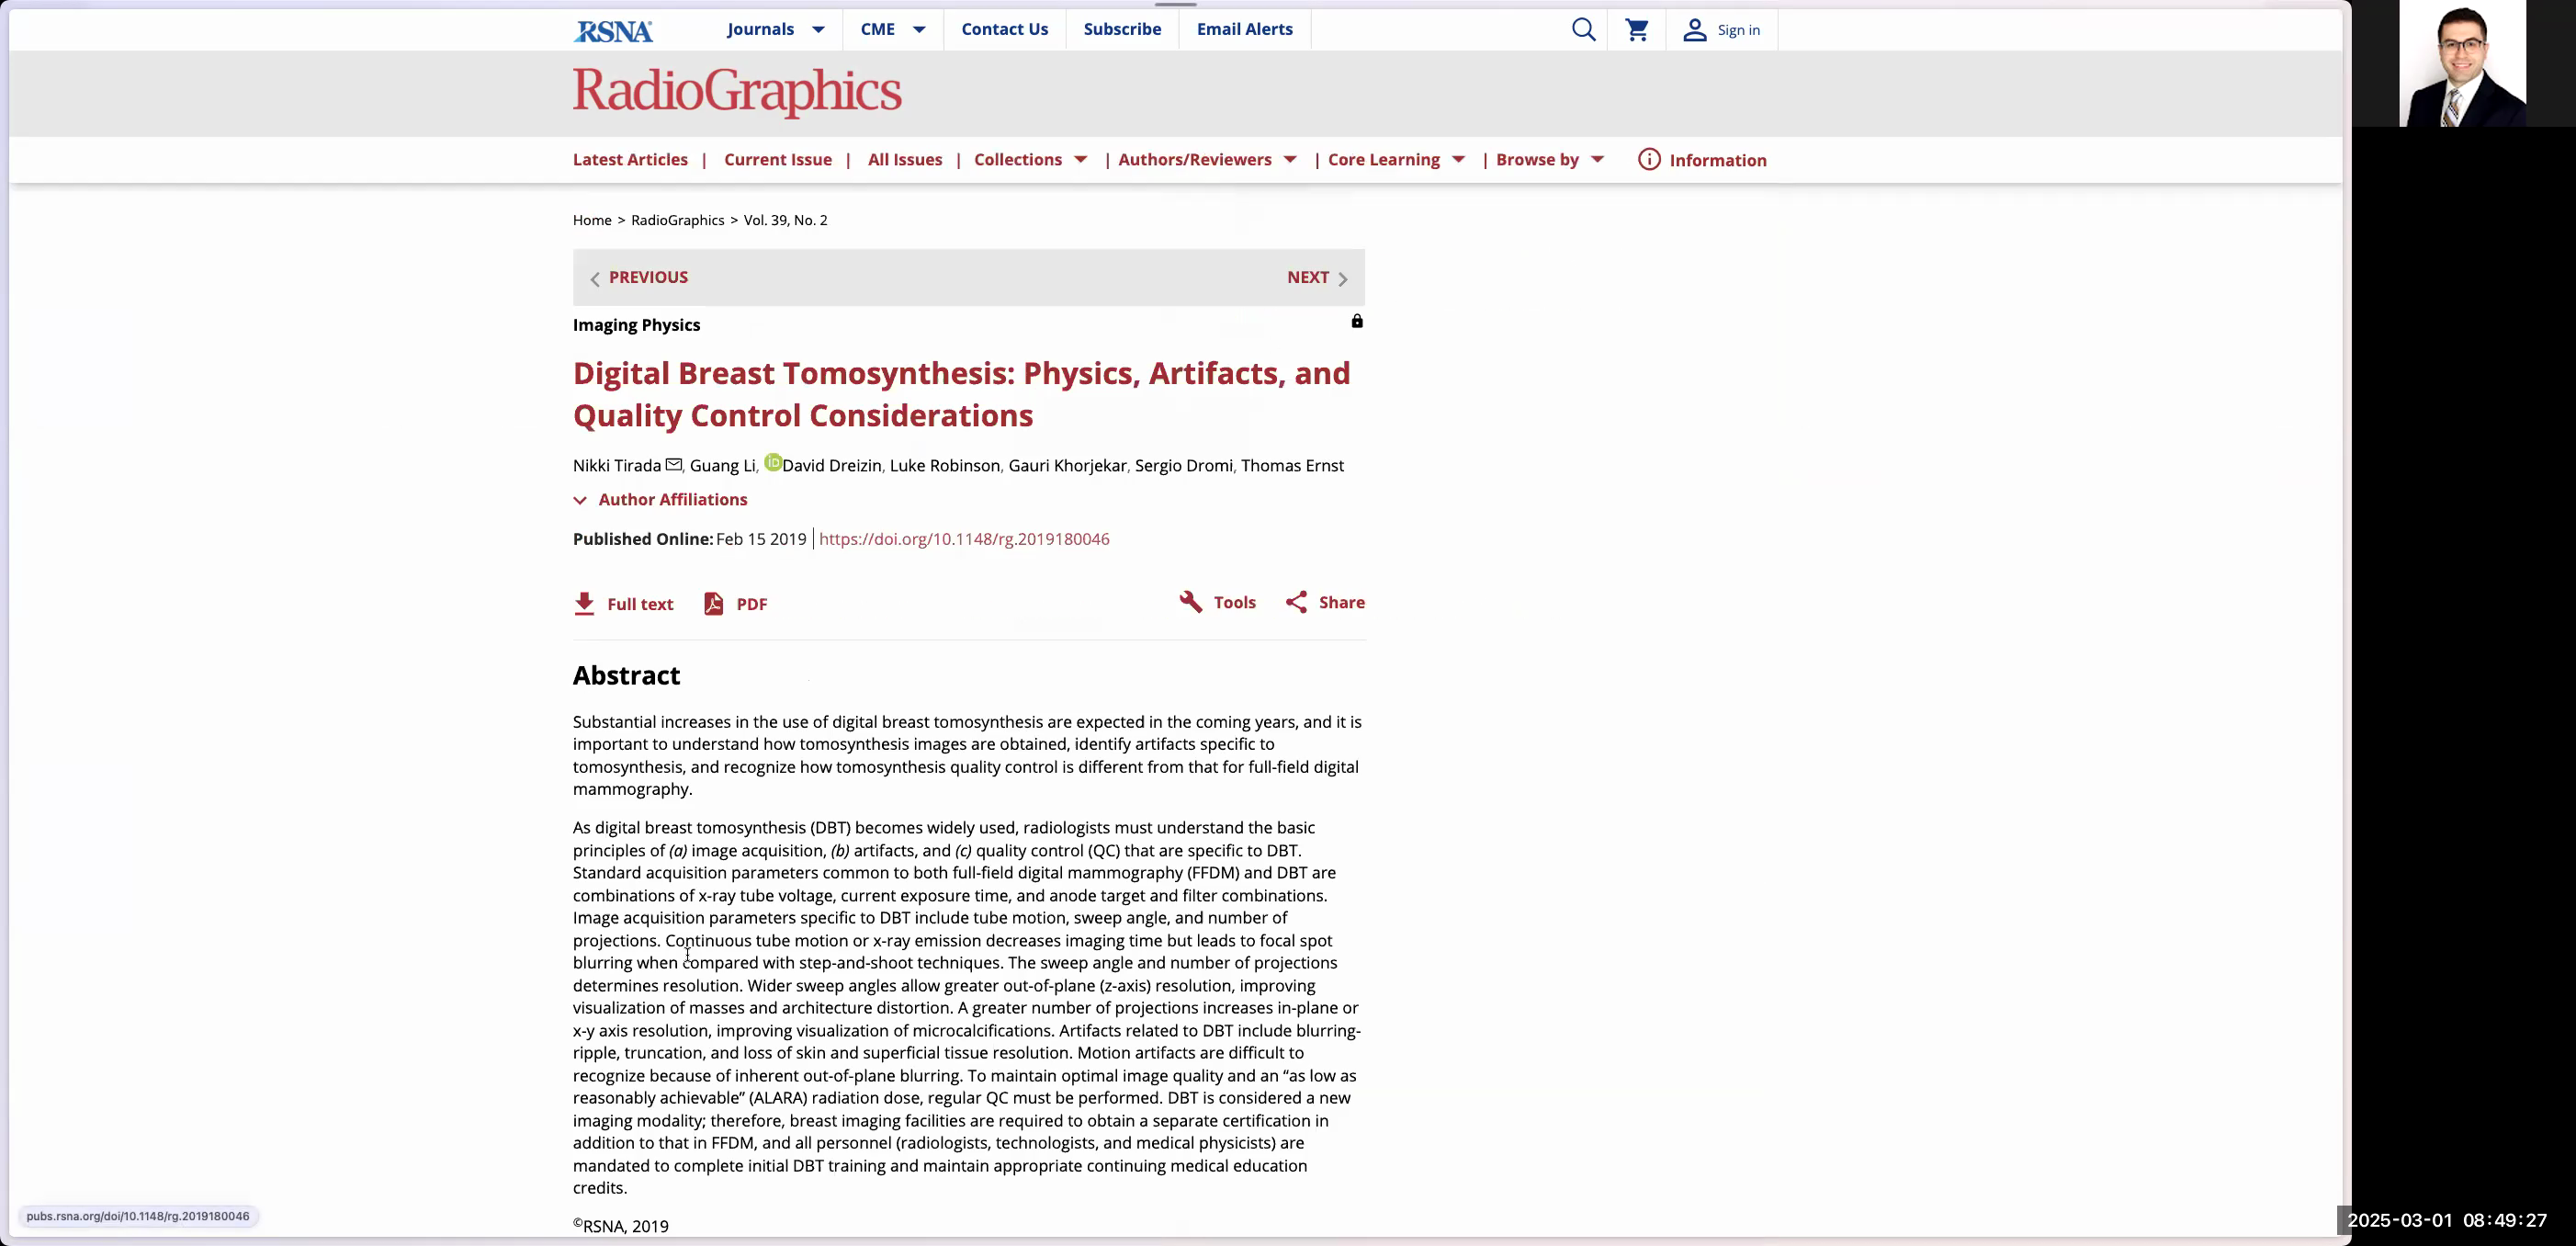 RSNA
Journals
CME
Contact Us
Subscribe
Email Alerts
Sign in
RadioGraphics
Latest Articles | Current Issue | All Issues | Collections | Authors/Reviewers | Core Learning | Browse by
Information
Home > RadioGraphics > Vol. 39, No. 2
PREVIOUS
NEXT
Imaging Physics
Digital Breast Tomosynthesis: Physics, Artifacts, and
Quality Control Considerations
Nikki Tirada, Guang Li, iD David Dreizin, Luke Robinson, Gauri Khorjekar, Sergio Dromi, Thomas Ernst
Author Affiliations
Published Online: Feb 15 2019 | https://doi.org/10.1148/rg.2019180046
Full text
PDF
Tools
Share
Abstract
Substantial increases in the use of digital breast tomosynthesis are expected in the coming years, and it is
important to understand how tomosynthesis images are obtained, identify artifacts specific to
tomosynthesis, and recognize how tomosynthesis quality control is different from that for full-field digital
mammography.
As digital breast tomosynthesis (DBT) becomes widely used, radiologists must understand the basic
principles of (a) image acquisition, (b) artifacts, and (c) quality control (QC) that are specific to DBT.
Standard acquisition parameters common to both full-field digital mammography (FFDM) and DBT are
combinations of x-ray tube voltage, current exposure time, and anode target and filter combinations.
Image acquisition parameters specific to DBT include tube motion, sweep angle, and number of
projections. Continuous tube motion or x-ray emission decreases imaging time but leads to focal spot
blurring when compared with step-and-shoot techniques. The sweep angle and number of projections
determines resolution. Wider sweep angles allow greater out-of-plane (z-axis) resolution, improving
visualization of masses and architecture distortion. A greater number of projections increases in-plane or
x-y axis resolution, improving visualization of microcalcifications. Artifacts related to DBT include blurring-
ripple, truncation, and loss of skin and superficial tissue resolution. Motion artifacts are difficult to
recognize because of inherent out-of-plane blurring. To maintain optimal image quality and an “as low as
reasonably achievable” (ALARA) radiation dose, regular QC must be performed. DBT is considered a new
imaging modality; therefore, breast imaging facilities are required to obtain a separate certification in
addition to that in FFDM, and all personnel (radiologists, technologists, and medical physicists) are
mandated to complete initial DBT training and maintain appropriate continuing medical education
credits.
©RSNA, 2019
pubs.rsna.org/doi/10.1148/rg.2019180046
2025-03-01 08:49:27